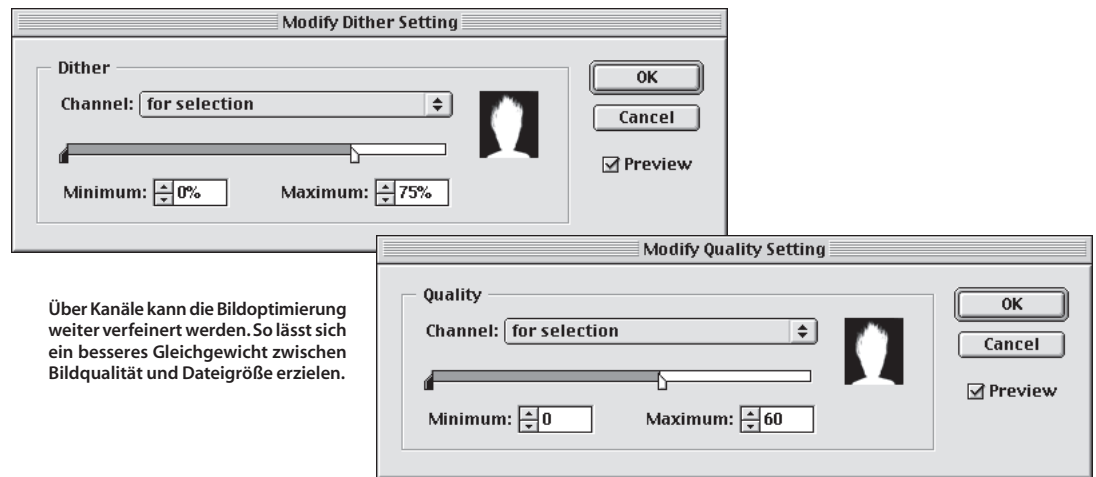 Modify Dither Setting
Dither
Channel: for selection
Minimum: 0% Maximum: 75%
OK
Cancel
Preview
Modify Quality Setting
Quality
Channel: for selection
Minimum: 0 Maximum: 60
OK
Cancel
Preview
Über Kanäle kann die Bildoptimierung
weiter verfeinert werden. So lässt sich
ein besseres Gleichgewicht zwischen
Bildqualität und Dateigröße erzielen.